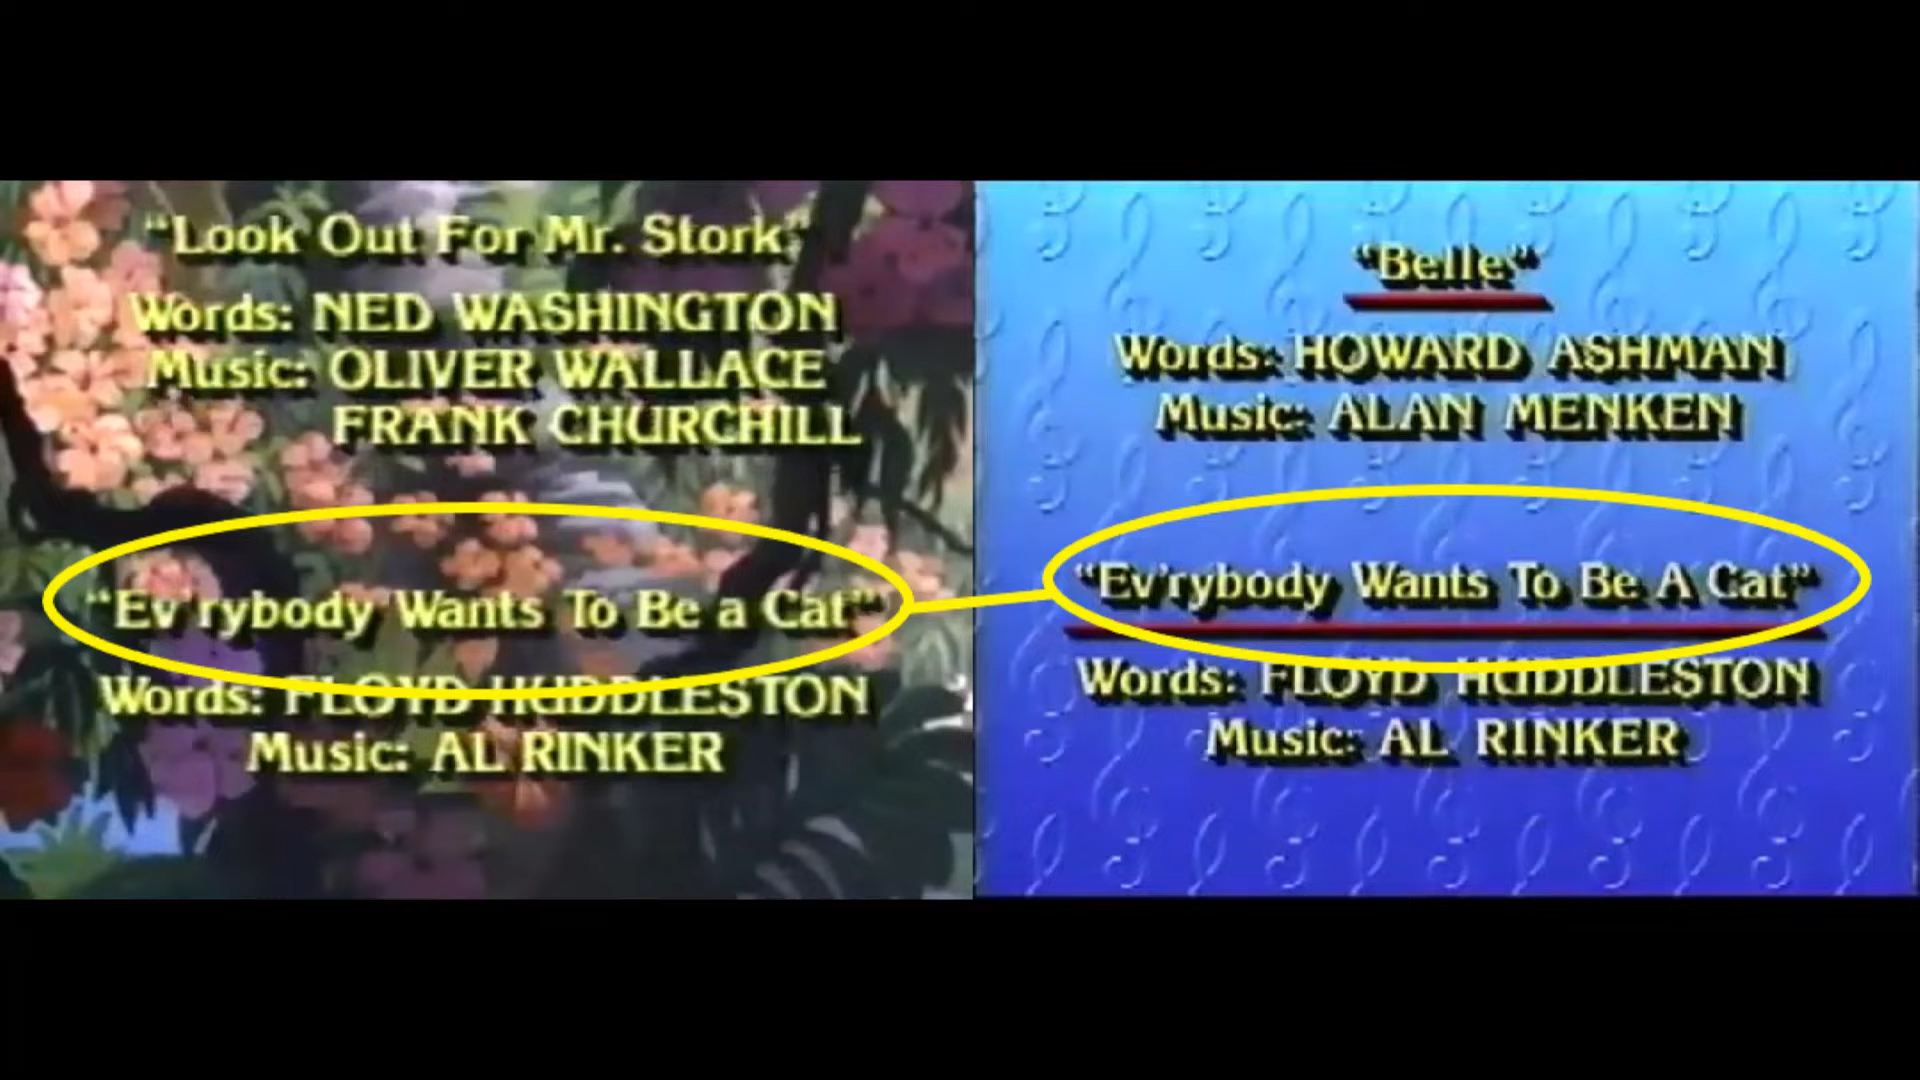 “Look Out For Mr. Stork”
Words: NED WASHINGTON
Music: OLIVER WALLACE
FRANK CHURCHILL
“Ev'rybody Wants To Be a Cat”
Words: FLOYD HUDDLESTON
Music: AL RINKER
“Belle”
Words: HOWARD ASHMAN
Music: ALAN MENKEN
“Ev'rybody Wants To Be A Cat”
Words: FLOYD HUDDLESTON
Music: AL RINKER